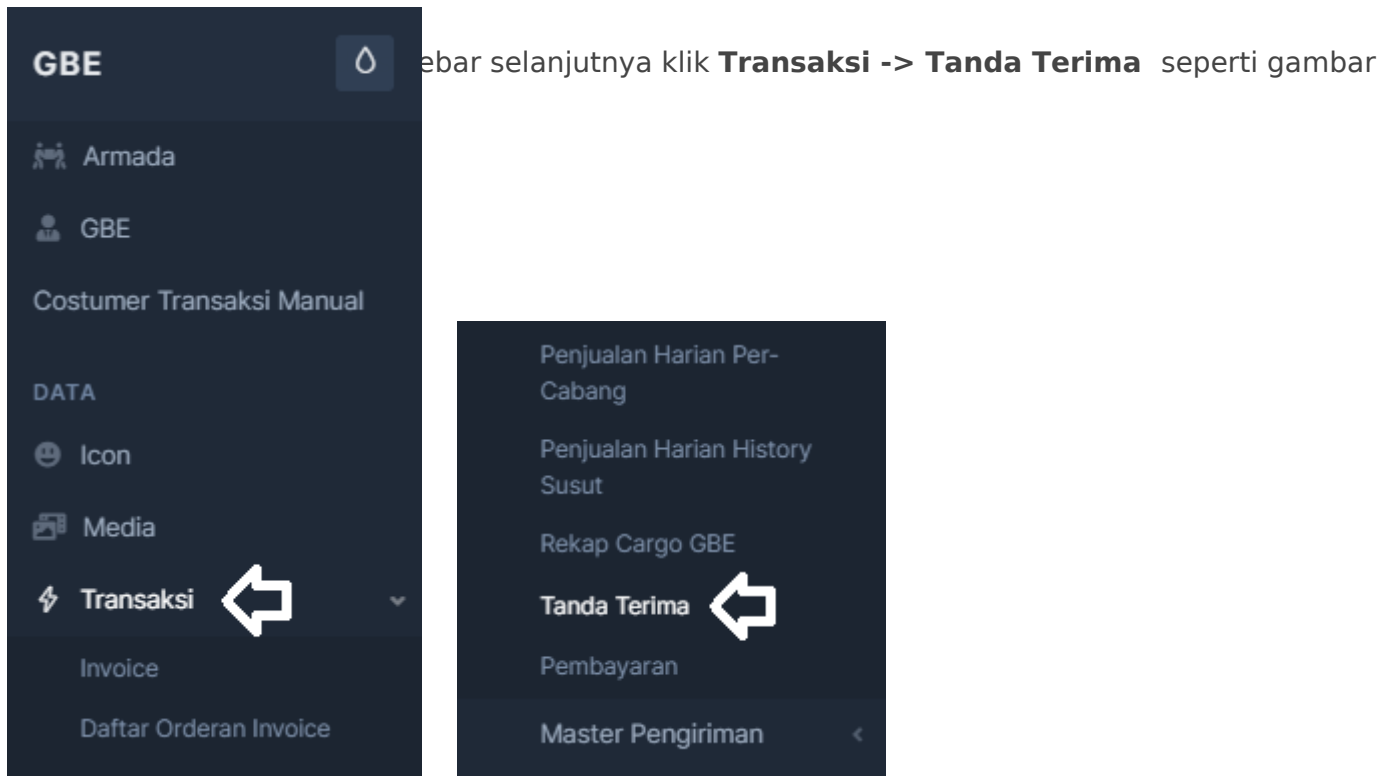 GBE
ebar selanjutnya klik Transaksi -> Tanda Terima seperti gambar
Armada
GBE
Costumer Transaksi Manual
DATA
Icon
Media
Transaksi
Invoice
Daftar Orderan Invoice
Penjualan Harian Per-
Cabang
Penjualan Harian History
Susut
Rekap Cargo GBE
Tanda Terima
Pembayaran
Master Pengiriman